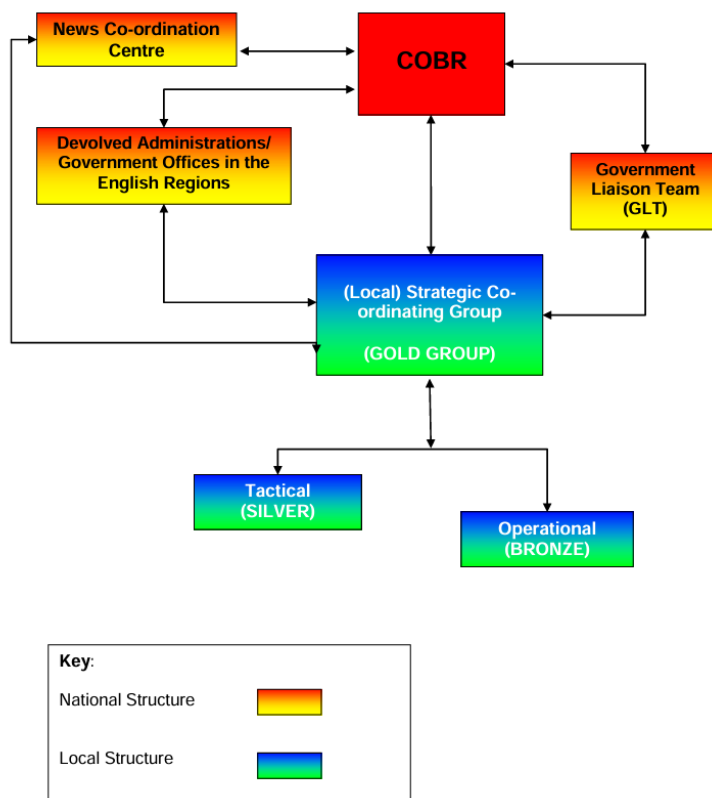 News Co-ordination
Centre
COBR
Devolved Administrations/
Government Offices in the
English Regions
Government
Liaison Team
(GLT)
(Local) Strategic Co-
ordinating Group
(GOLD GROUP)
Tactical
(SILVER)
Operational
(BRONZE)
Key:
National Structure
Local Structure